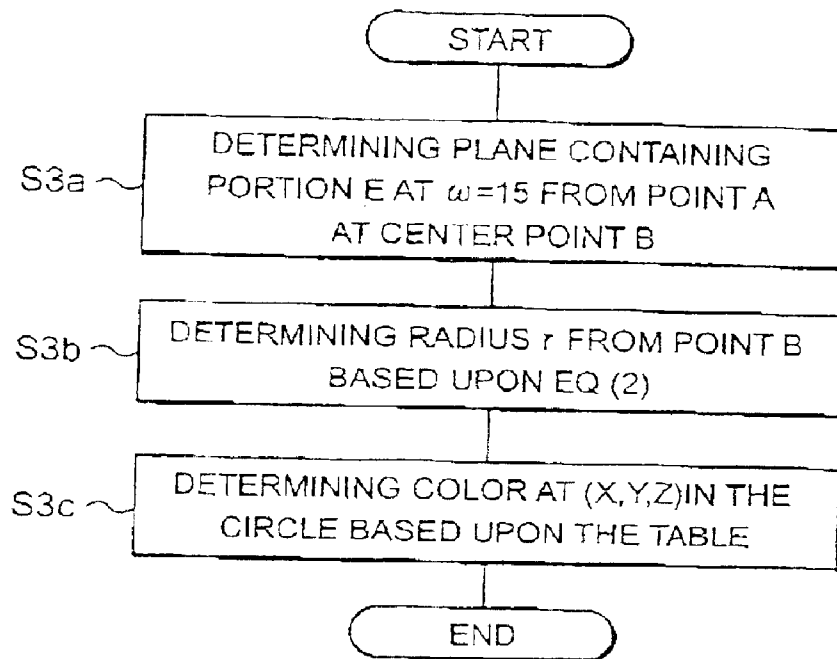 START
S3a
DETERMINING PLANE CONTAINING
PORTION E AT ω=15 FROM POINT A
AT CENTER POINT B
S3b
DETERMINING RADIUS r FROM POINT B
BASED UPON EQ (2)
S3c
DETERMINING COLOR AT (X,Y,Z)IN THE
CIRCLE BASED UPON THE TABLE
END